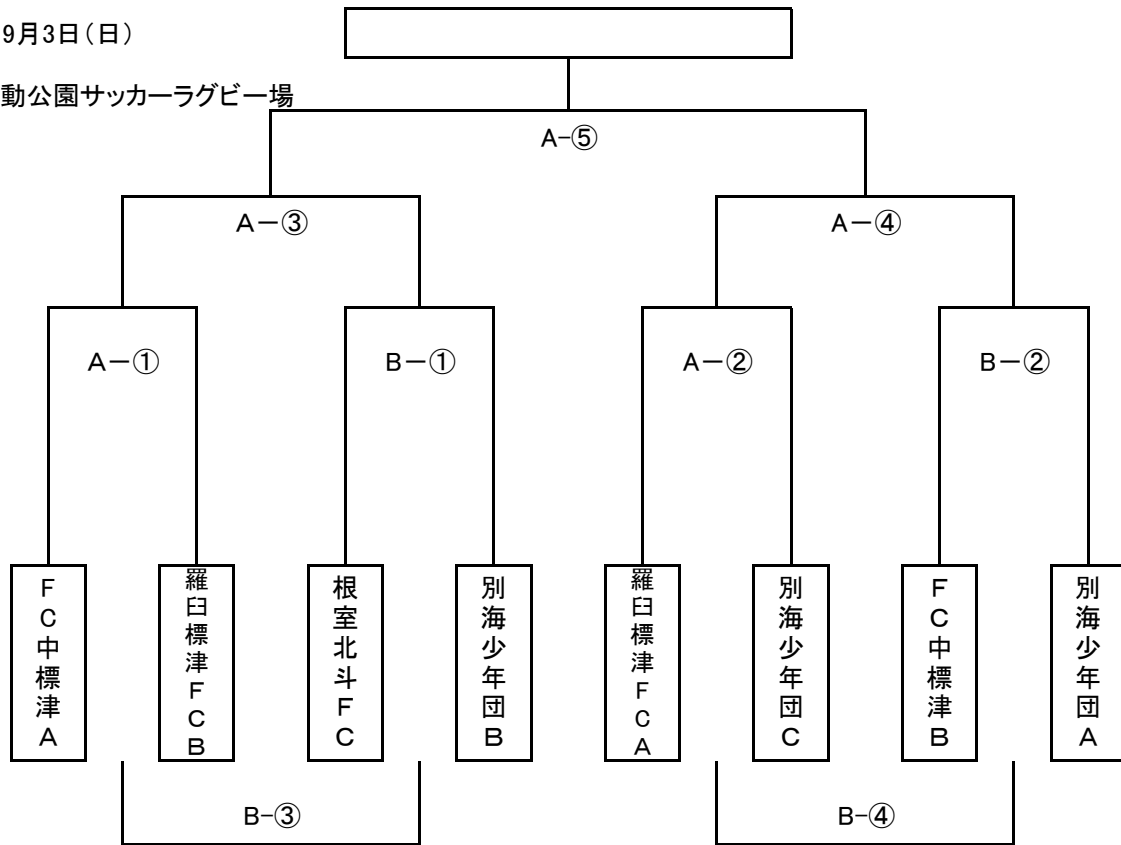 9月3日(日)
動公園サッカーラグビー場
A-⑤
A－③
A－④
A－①
B－①
A－②
B－②
FC中標津A
羅臼標津FCB
根室北斗FC
別海少年団B
羅臼標津FCA
別海少年団C
FC中標津B
別海少年団A
B-③
B-④